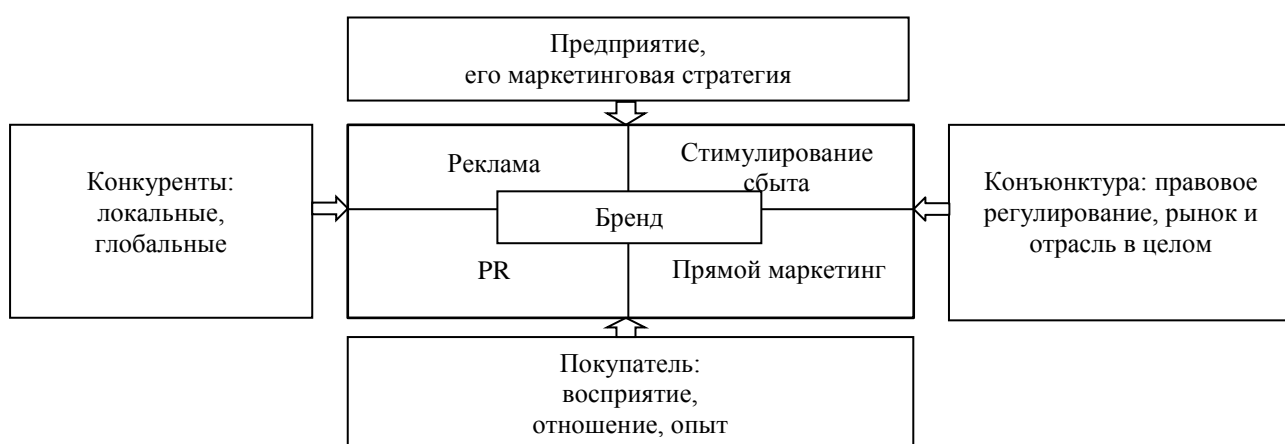 Предприятие,
его маркетинговая стратегия
Конкуренты:
локальные,
глобальные
Реклама
Стимулирование
сбыта
Бренд
PR
Прямой маркетинг
Конъюнктура: правовое
регулирование, рынок и
отрасль в целом
Покупатель:
восприятие,
отношение, опыт